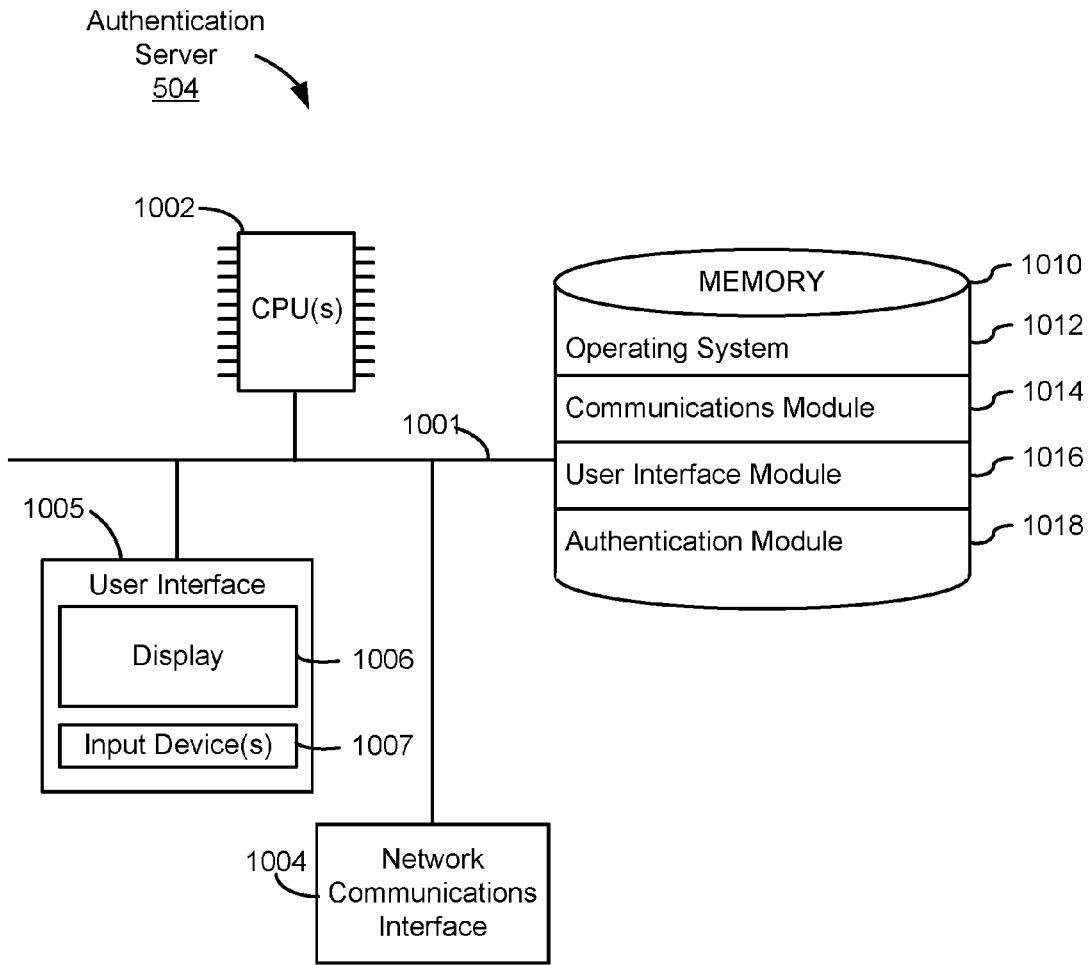 Authentication
Server
504
1002
CPU(s)
MEMORY
1010
Operating System
1012
Communications Module
1014
User Interface Module
1016
Authentication Module
1018
1001
1005
User Interface
Display
1006
Input Device(s)
1007
1004
Network
Communications
Interface